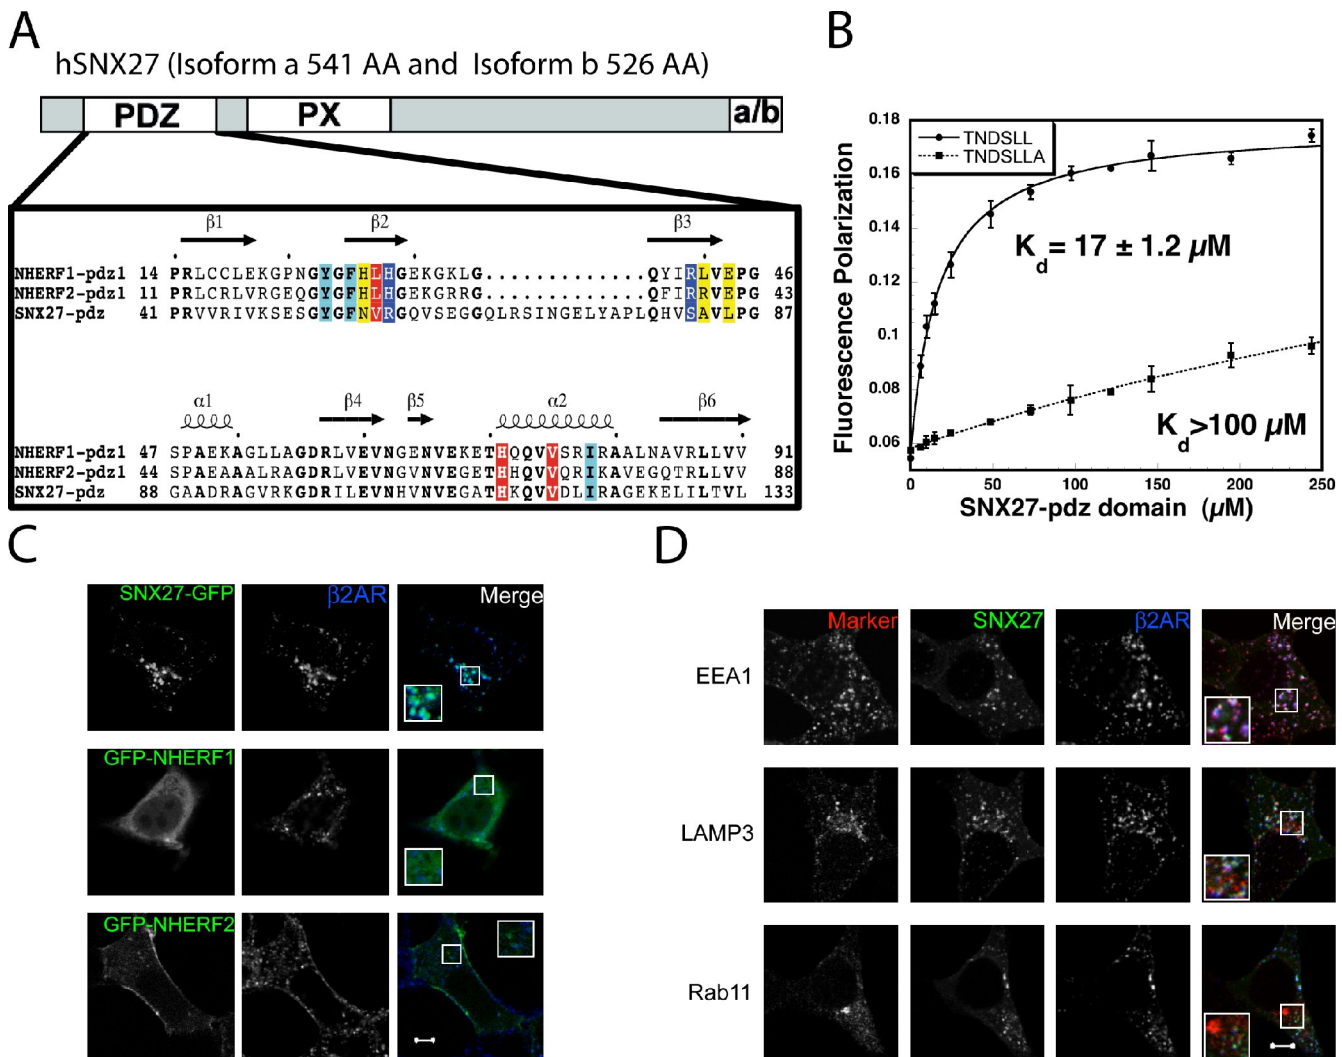 A
hSNX27 (Isoform a 541 AA and Isoform b 526 AA)
PDZ PX a/b
β1 β2 β3
NHERF1-pdz1 14 PRLCCLEKGPNGYGFHLHGEKGKLG.............QYIRLVEPG 46
NHERF2-pdz1 11 PRLCRLVRGEQGYGFHLHGEKGRRG.............QFIRRVEPG 43
SNX27-pdz 41 PRVVRIVKSESGYGFNVRGQVSEGGQLRSINGELYAPLQHVSAVLPG 87
α1 β4 β5 α2 β6
NHERF1-pdz1 47 SPAEKAGLLAGDRLVEVNGENVEKETHQQVVSRIRAALNAVRLLVV 91
NHERF2-pdz1 44 SPAEAAALRAGDRLVEVNGVNVEGETHHQVVQRIKAVEGQTRLLVV 88
SNX27-pdz 88 GAADRAGVRKGDRILEVNHVNVEGATHKQVVDLIRAGEKELILTVL 133
B
Fluorescence Polarization
0.18
0.16
0.14
0.12
0.1
0.08
0.06
TNDSLL
TNDSLLA
Kd= 17 ± 1.2 µM
Kd>100 µM
0 50 100 150 200 250
SNX27-pdz domain (µM)
C
SNX27-GFP β2AR Merge
GFP-NHERF1
GFP-NHERF2
D
Marker SNX27 β2AR Merge
EEA1
LAMP3
Rab11